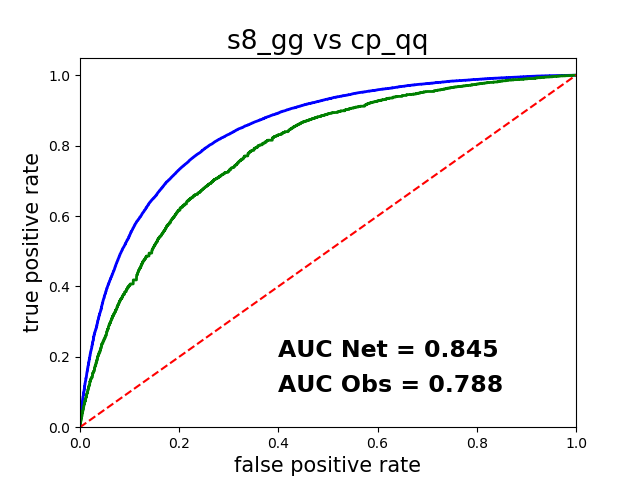 s8_gg vs cp_qq
true positive rate
1.0
0.8
0.6
0.4
0.2
0.0
AUC Net = 0.845
AUC Obs = 0.788
0.0 0.2 0.4 0.6 0.8 1.0
false positive rate